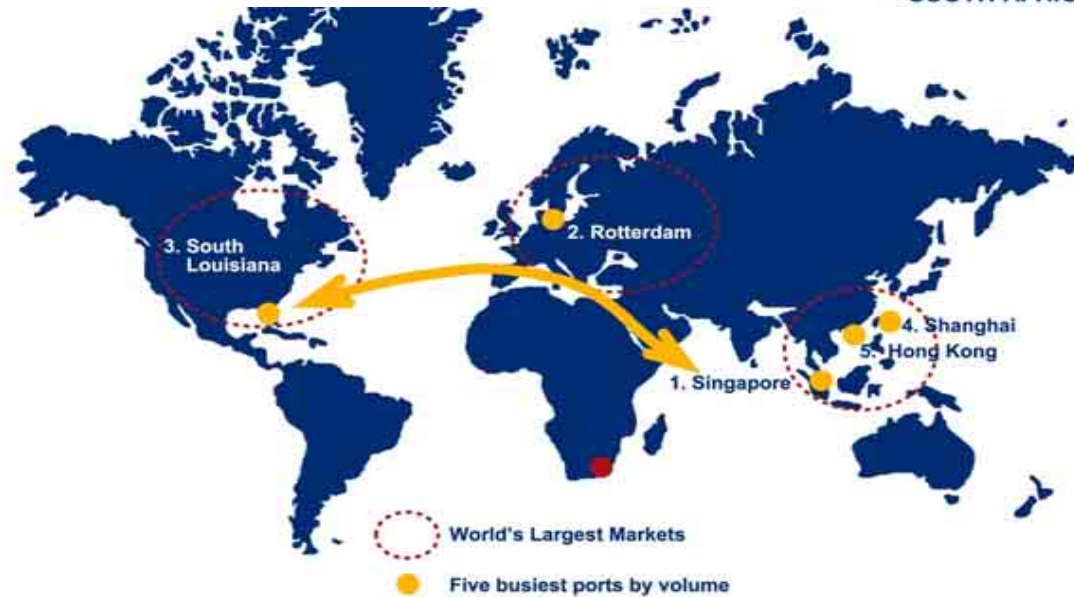 3. South
Louisiana
2. Rotterdam
4. Shanghai
5. Hong Kong
1. Singapore
World's Largest Markets
Five busiest ports by volume